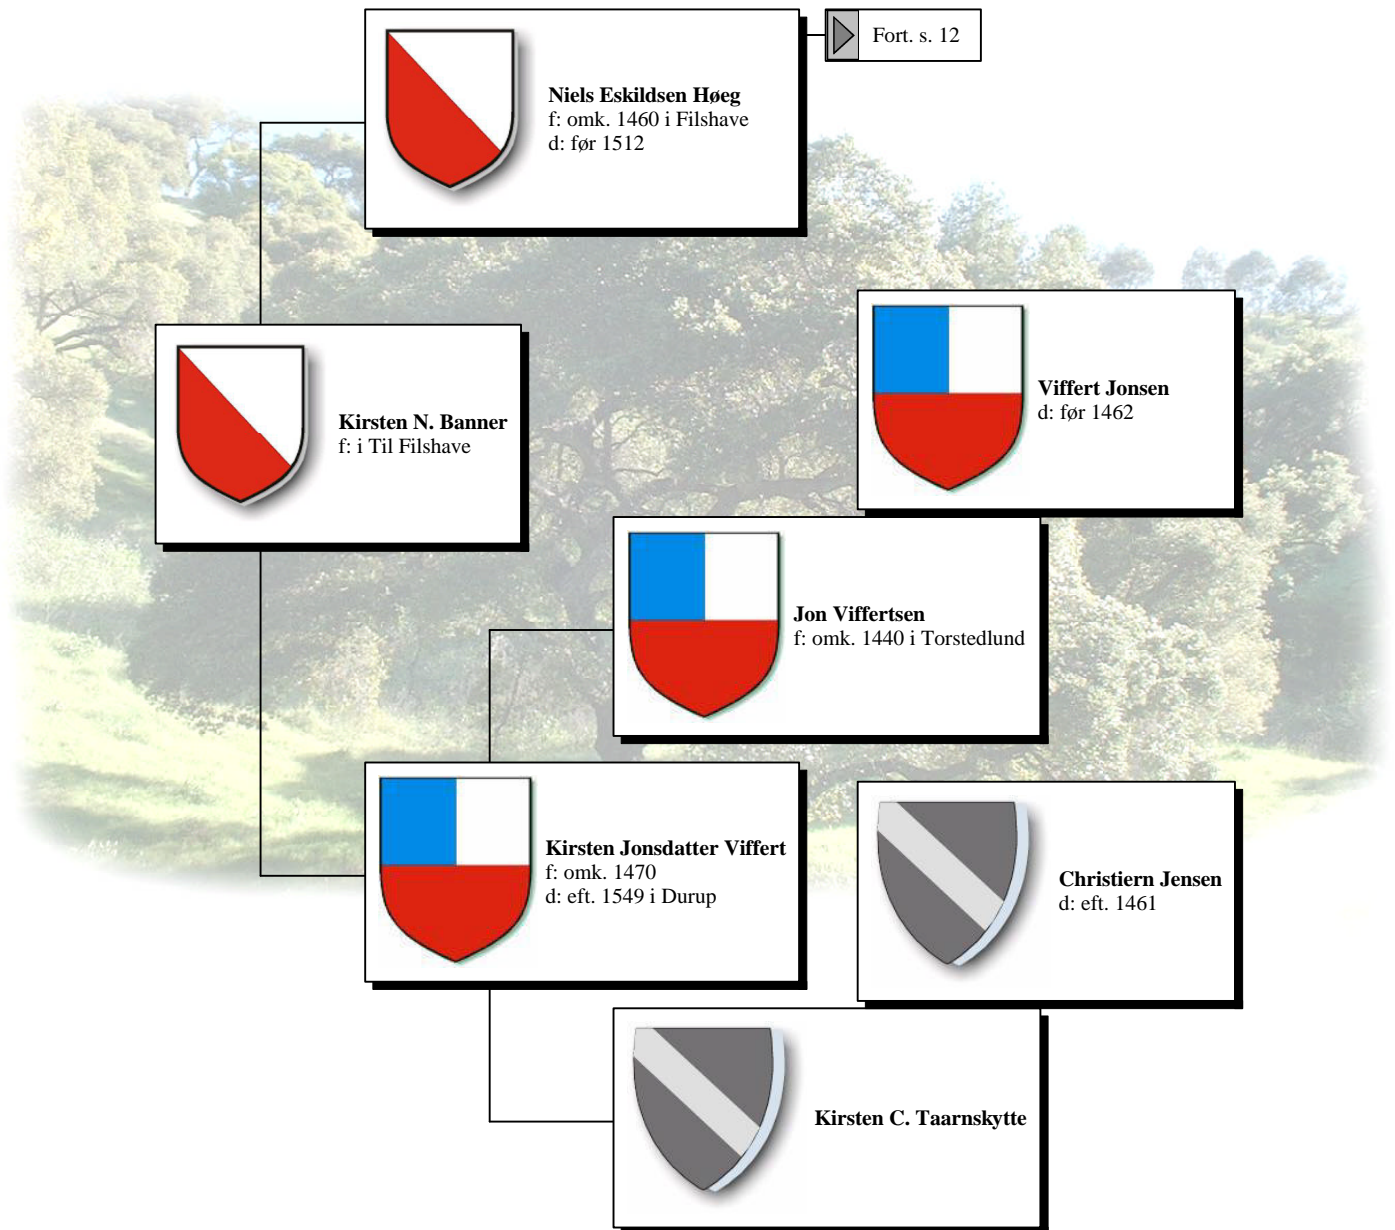 Fort. s. 12
Niels Eskildsen Høeg
f: omk. 1460 i Filshave
d: før 1512
Viffert Jonsen
d: før 1462
Kirsten N. Banner
f: i Til Filshave
Jon Viffertsen
f: omk. 1440 i Torstedlund
Kirsten Jonsdatter Viffert
f: omk. 1470
d: eft. 1549 i Durup
Christiern Jensen
d: eft. 1461
Kirsten C. Taarnskytte